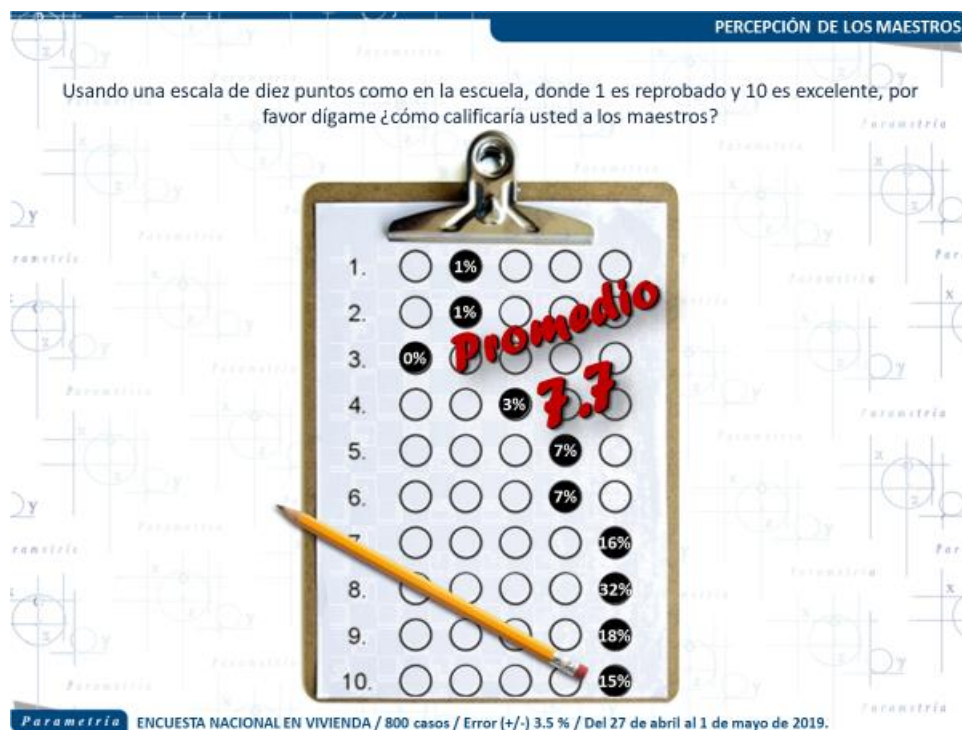 PERCEPCIÓN DE LOS MAESTROS
Usando una escala de diez puntos como en la escuela, donde 1 es reprobado y 10 es excelente, por
favor dígame ¿cómo calificaría usted a los maestros?
1. 1%
2. 1%
3. 0%
Promedio
4. 3%
7.7
5. 7%
6. 7%
7. 16%
8. 32%
9. 18%
10. 15%
Parametría ENCUESTA NACIONAL EN VIVIENDA / 800 casos / Error (+/-) 3.5 % / Del 27 de abril al 1 de mayo de 2019.